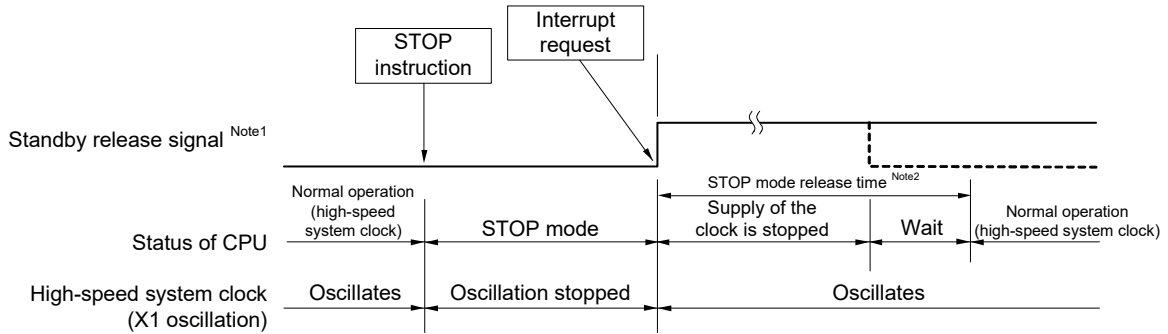 Interrupt
request
STOP
instruction
Standby release signal Note1
STOP mode release time Note2
Normal operation
(high-speed
system clock)
Status of CPU
STOP mode
Supply of the
clock is stopped
Wait
Normal operation
(high-speed system clock)
High-speed system clock
(X1 oscillation)
Oscillates
Oscillation stopped
Oscillates